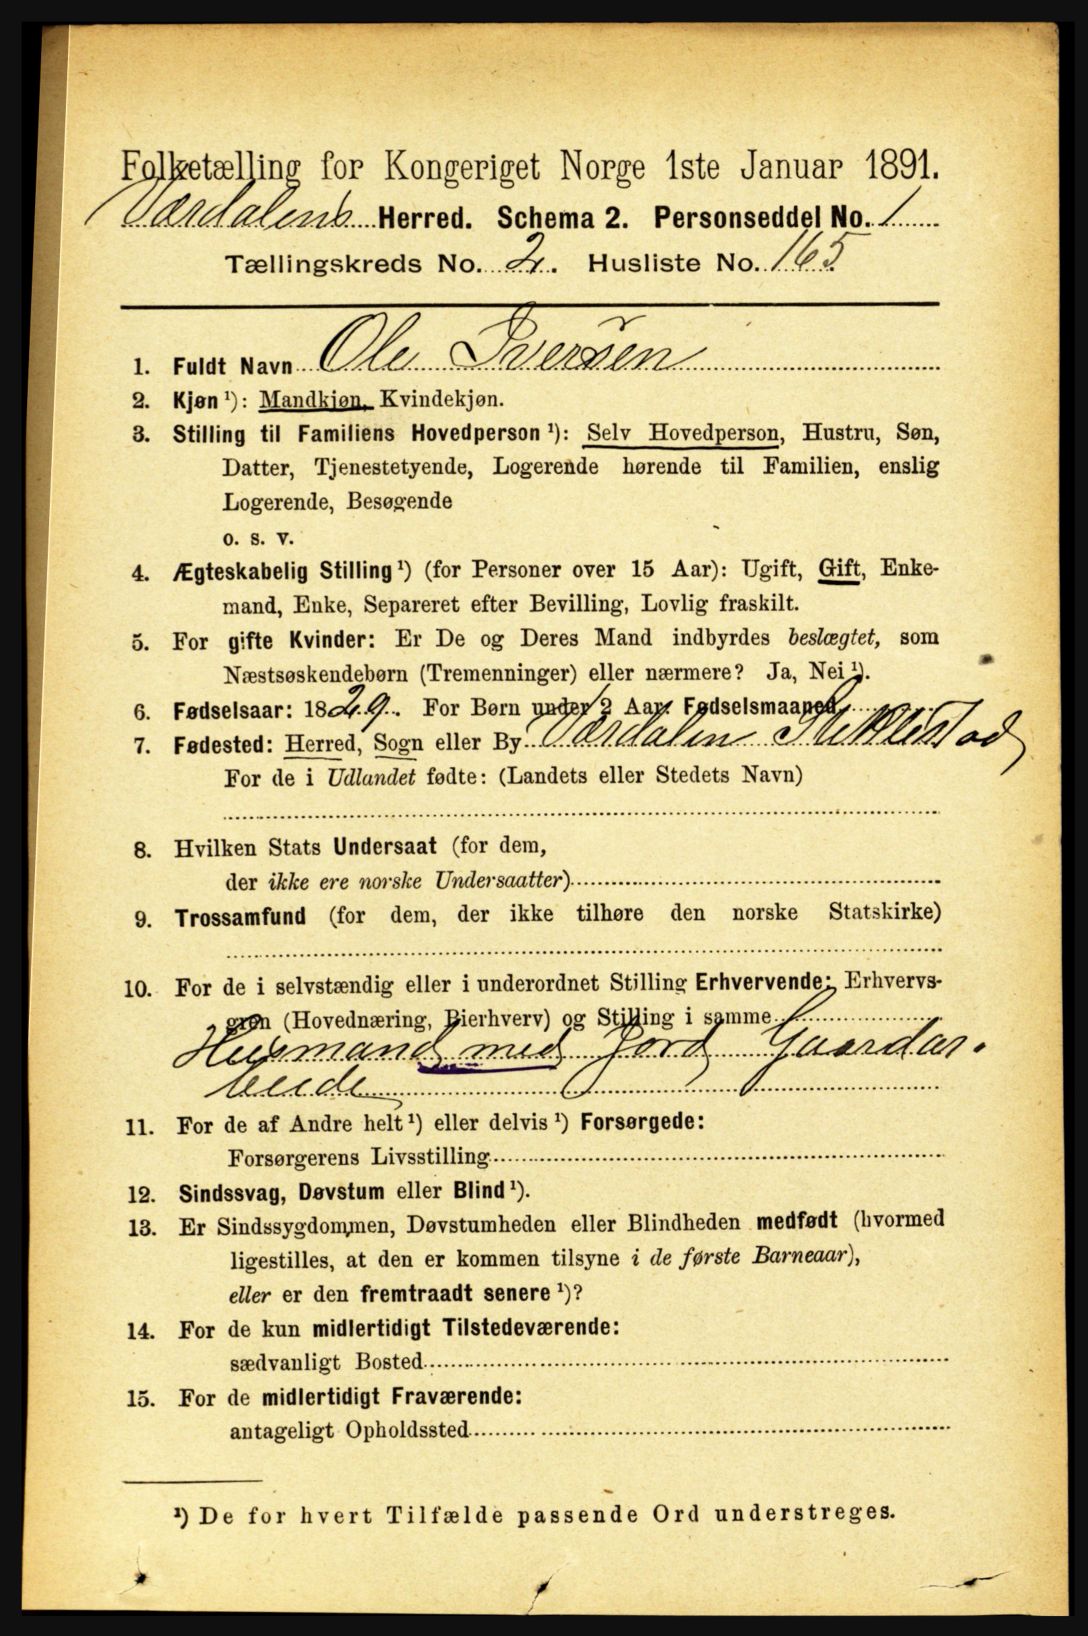 Folketælling for Kongeriget Norge 1ste Januar 1891.
Værdalens Herred. Schema 2. Personseddel No. 1
Tællingskreds No. 2. Husliste No. 165.
1. Fuldt Navn Ole Iversen
2. Kjøn ¹): Mandkjøn, Kvindekjøn.
3. Stilling til Familiens Hovedperson ¹): Selv Hovedperson, Hustru, Søn,
Datter, Tjenestetyende, Logerende hørende til Familien, enslig
Logerende, Besøgende
o. s. v.
4. Ægteskabelig Stilling ¹) (for Personer over 15 Aar): Ugift, Gift, Enke-
mand, Enke, Separeret efter Bevilling, Lovlig fraskilt.
5. For gifte Kvinder: Er De og Deres Mand indbyrdes beslægtet, som
Næstsøskendebørn (Tremenninger) eller nærmere? Ja, Nei ¹).
6. Fødselsaar: 1829. For Børn under 2 Aar: Fødselsmaaned
7. Fødested: Herred, Sogn eller By Værdalen Stiklestad
For de i Udlandet fødte: (Landets eller Stedets Navn)
8. Hvilken Stats Undersaat (for dem,
der ikke ere norske Undersaatter)
9. Trossamfund (for dem, der ikke tilhøre den norske Statskirke)
10. For de i selvstændig eller i underordnet Stilling Erhvervende: Erhvervs-
gren (Hovednæring, Bierhverv) og Stilling i samme
Husmand med Jord Gaardar-
beide
11. For de af Andre helt ¹) eller delvis ¹) Forsørgede:
Forsørgerens Livsstilling
12. Sindssvag, Døvstum eller Blind ¹).
13. Er Sindssygdommen, Døvstumheden eller Blindheden medfødt (hvormed
ligestilles, at den er kommen tilsyne i de første Barneaar),
eller er den fremtraadt senere ¹)?
14. For de kun midlertidigt Tilstedeværende:
sædvanligt Bosted
15. For de midlertidigt Fraværende:
antageligt Opholdssted
¹) De for hvert Tilfælde passende Ord understreges.